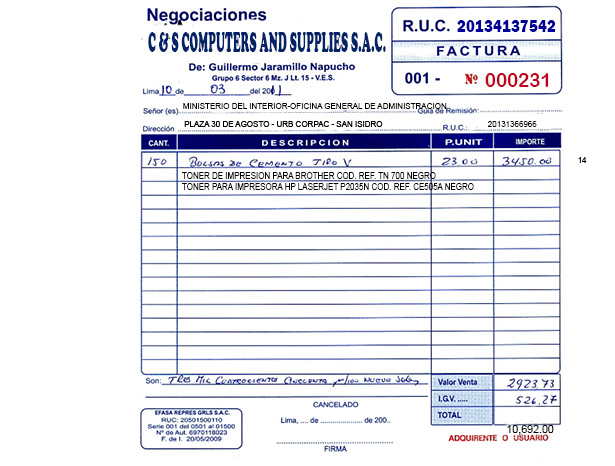 Negociaciones
C & S COMPUTERS AND SUPPLIES S.A.C.
De: Guillermo Jaramillo Napucho
Grupo 6 Sector 6 Mz. J Lt. 15 - V.E.S.
R.U.C. 20134137542
FACTURA
001 - Nº 000231
Lima 10 de 03 del 2011
Señor (es) MINISTERIO DEL INTERIOR-OFICINA GENERAL DE ADMINISTRACION Guía de Remisión:
Dirección PLAZA 30 DE AGOSTO - URB CORPAC - SAN ISIDRO R.U.C.: 20131366966
CANT. DESCRIPCION P.UNIT IMPORTE
150 Bolsas de Cemento Tipo V 23.00 3450.00 14
TONER DE IMPRESION PARA BROTHER COD. REF. TN 700 NEGRO
TONER PARA IMPRESORA HP LASERJET P2035N COD. REF. CE505A NEGRO
Son: Tres Mil Cuatrocientos Cincuenta y /100 Nuevo Soles
Valor Venta 2923.73
I.G.V. ..... 526.27
TOTAL
10,692.00
CANCELADO
Lima, .... de .................... de 200..
FIRMA
ADQUIRENTE O USUARIO
EFASA REPRES GRLS S.A.C.
RUC: 20501500110
Serie 001 del 0501 al 01500
Nº de Aut. 6970118023
F. de I. 20/05/2009